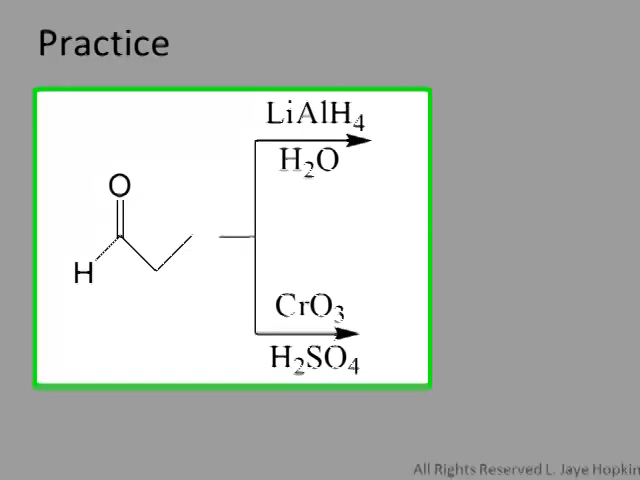 Practice
LiAlH₄
H₂O
O
H
CrO₃
H₂SO₄
All Rights Reserved L. Jaye Hopkin